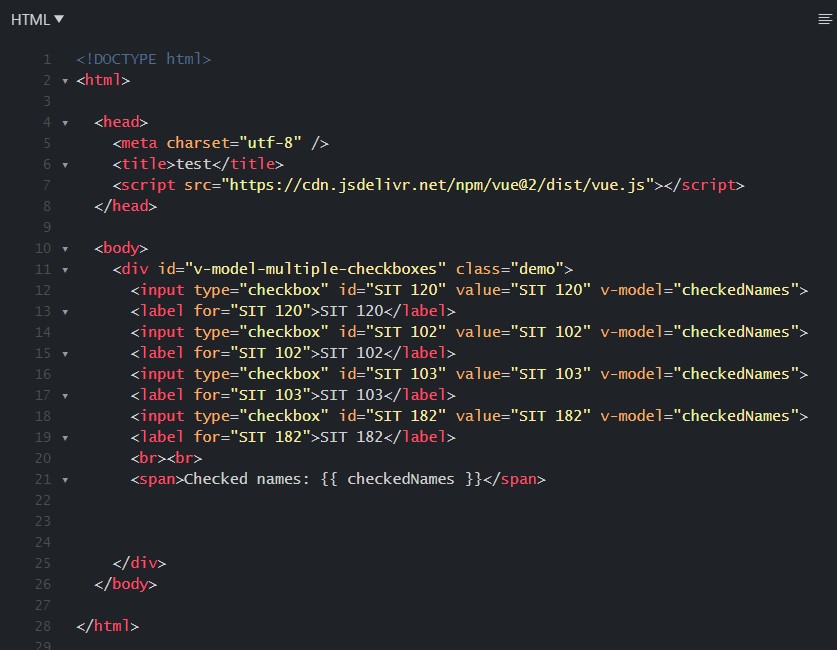 HTML
1 <!DOCTYPE html>
2 <html>
3
4 <head>
5 <meta charset="utf-8" />
6 <title>test</title>
7 <script src="https://cdn.jsdelivr.net/npm/vue@2/dist/vue.js"></script>
8 </head>
9
10 <body>
11 <div id="v-model-multiple-checkboxes" class="demo">
12 <input type="checkbox" id="SIT 120" value="SIT 120" v-model="checkedNames">
13 <label for="SIT 120">SIT 120</label>
14 <input type="checkbox" id="SIT 102" value="SIT 102" v-model="checkedNames">
15 <label for="SIT 102">SIT 102</label>
16 <input type="checkbox" id="SIT 103" value="SIT 103" v-model="checkedNames">
17 <label for="SIT 103">SIT 103</label>
18 <input type="checkbox" id="SIT 182" value="SIT 182" v-model="checkedNames">
19 <label for="SIT 182">SIT 182</label>
20 <br><br>
21 <span>Checked names: {{ checkedNames }}</span>
22
23
24
25 </div>
26 </body>
27
28 </html>
29